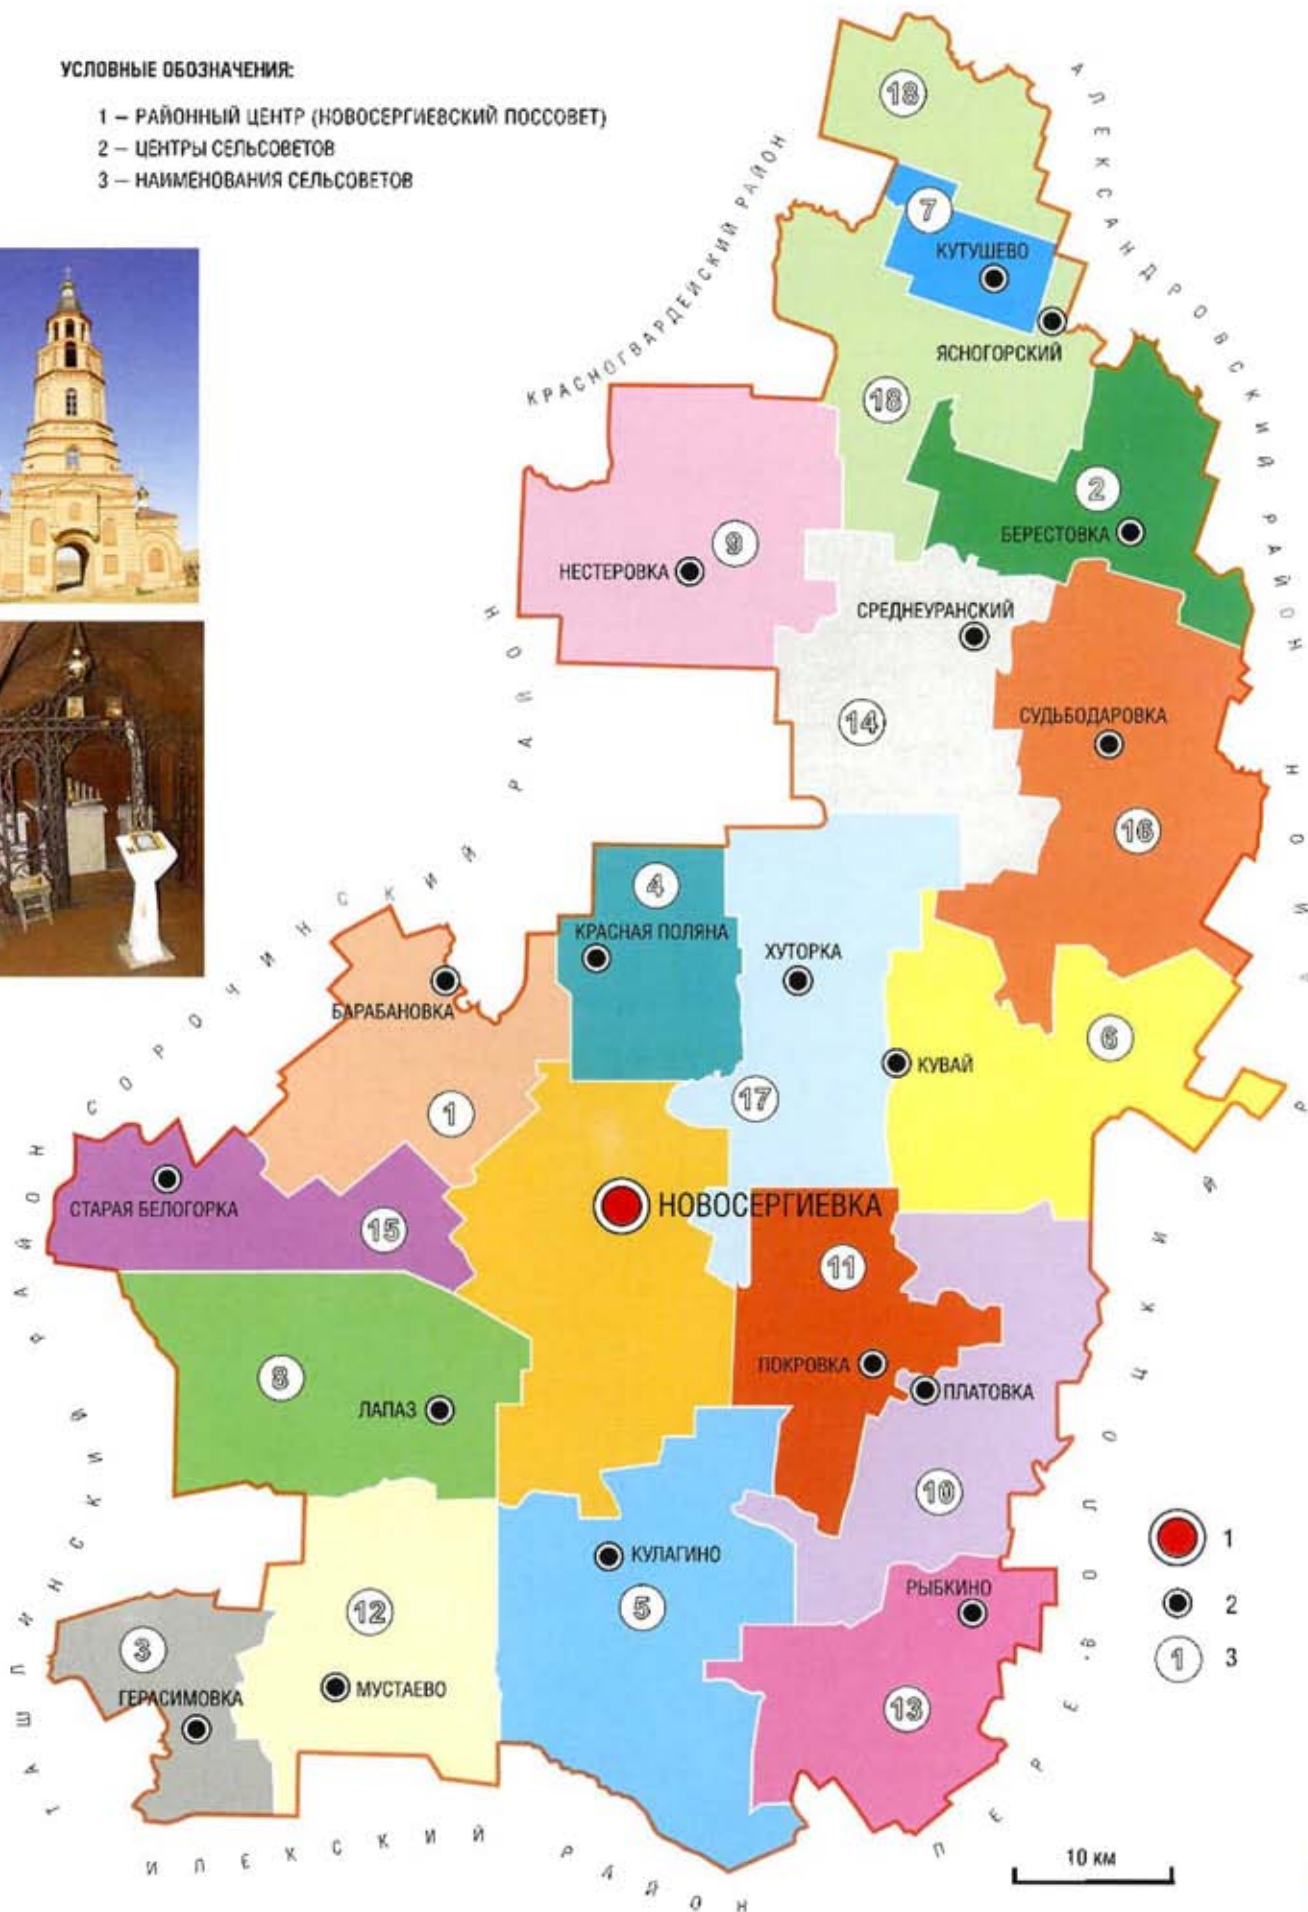 УСЛОВНЫЕ ОБОЗНАЧЕНИЯ:
1 – РАЙОННЫЙ ЦЕНТР (НОВОСЕРГИЕВСКИЙ ПОССОВЕТ)
2 – ЦЕНТРЫ СЕЛЬСОВЕТОВ
3 – НАИМЕНОВАНИЯ СЕЛЬСОВЕТОВ
КРАСНОГВАРДЕЙСКИЙ РАЙОН
АЛЕКСАНДРОВСКИЙ РАЙОН
18
7
КУТУШЕВО
ЯСНОГОРСКИЙ
18
2
БЕРЕСТОВКА
9
НЕСТЕРОВКА
СРЕДНЕУРАНСКИЙ
14
СУДЬБОДАРОВКА
16
СОРОЧИНСКИЙ РАЙОН
4
КРАСНАЯ ПОЛЯНА
ХУТОРКА
БАРАБАНОВКА
6
КУВАЙ
17
1
СТАРАЯ БЕЛОГОРКА
НОВОСЕРГИЕВКА
15
11
8
ПОКРОВКА
ПЛАТОВКА
ЛАПАЗ
10
КУЛАГИНО
РЫБКИНО
5
12
3
МУСТАЕВО
ГЕРАСИМОВКА
13
ТАШЛИНСКИЙ РАЙОН
ИЛЕКСКИЙ РАЙОН
ПЕРЕВОЛОЦКИЙ РАЙОН
1
2
1 3
10 КМ